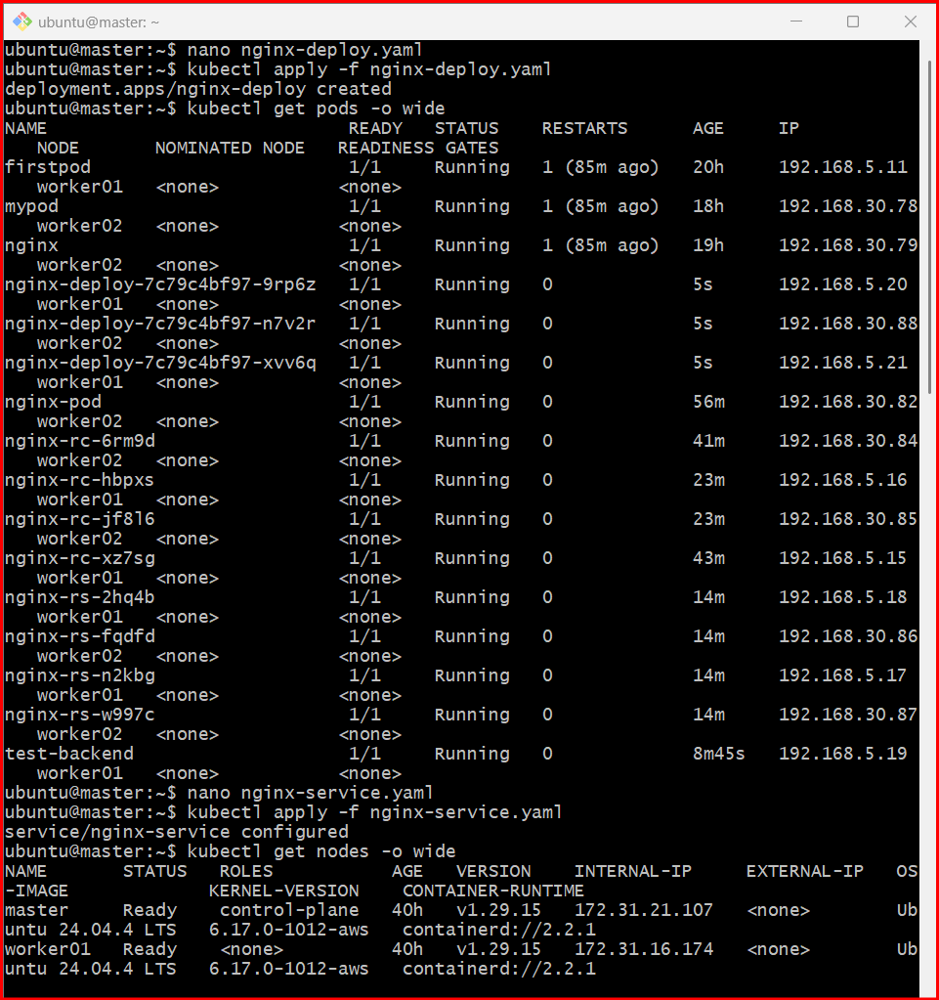 ubuntu@master: ~
ubuntu@master:~$ nano nginx-deploy.yaml
ubuntu@master:~$ kubectl apply -f nginx-deploy.yaml
deployment.apps/nginx-deploy created
ubuntu@master:~$ kubectl get pods -o wide
NAME                            READY   STATUS    RESTARTS      AGE     IP
   NODE       NOMINATED NODE   READINESS GATES
firstpod                        1/1     Running   1 (85m ago)   20h     192.168.5.11
   worker01   <none>           <none>
mypod                           1/1     Running   1 (85m ago)   18h     192.168.30.78
   worker02   <none>           <none>
nginx                           1/1     Running   1 (85m ago)   19h     192.168.30.79
   worker02   <none>           <none>
nginx-deploy-7c79c4bf97-9rp6z   1/1     Running   0             5s      192.168.5.20
   worker01   <none>           <none>
nginx-deploy-7c79c4bf97-n7v2r   1/1     Running   0             5s      192.168.30.88
   worker02   <none>           <none>
nginx-deploy-7c79c4bf97-xvv6q   1/1     Running   0             5s      192.168.5.21
   worker01   <none>           <none>
nginx-pod                       1/1     Running   0             56m     192.168.30.82
   worker02   <none>           <none>
nginx-rc-6rm9d                  1/1     Running   0             41m     192.168.30.84
   worker02   <none>           <none>
nginx-rc-hbpxs                  1/1     Running   0             23m     192.168.5.16
   worker01   <none>           <none>
nginx-rc-jf8l6                  1/1     Running   0             23m     192.168.30.85
   worker02   <none>           <none>
nginx-rc-xz7sg                  1/1     Running   0             43m     192.168.5.15
   worker01   <none>           <none>
nginx-rs-2hq4b                  1/1     Running   0             14m     192.168.5.18
   worker01   <none>           <none>
nginx-rs-fqdfd                  1/1     Running   0             14m     192.168.30.86
   worker02   <none>           <none>
nginx-rs-n2kbg                  1/1     Running   0             14m     192.168.5.17
   worker01   <none>           <none>
nginx-rs-w997c                  1/1     Running   0             14m     192.168.30.87
   worker02   <none>           <none>
test-backend                    1/1     Running   0             8m45s   192.168.5.19
   worker01   <none>           <none>
ubuntu@master:~$ nano nginx-service.yaml
ubuntu@master:~$ kubectl apply -f nginx-service.yaml
service/nginx-service configured
ubuntu@master:~$ kubectl get nodes -o wide
NAME       STATUS   ROLES           AGE   VERSION    INTERNAL-IP     EXTERNAL-IP   OS
-IMAGE             KERNEL-VERSION    CONTAINER-RUNTIME
master     Ready    control-plane   40h   v1.29.15   172.31.21.107   <none>        Ub
untu 24.04.4 LTS   6.17.0-1012-aws   containerd://2.2.1
worker01   Ready    <none>          40h   v1.29.15   172.31.16.174   <none>        Ub
untu 24.04.4 LTS   6.17.0-1012-aws   containerd://2.2.1